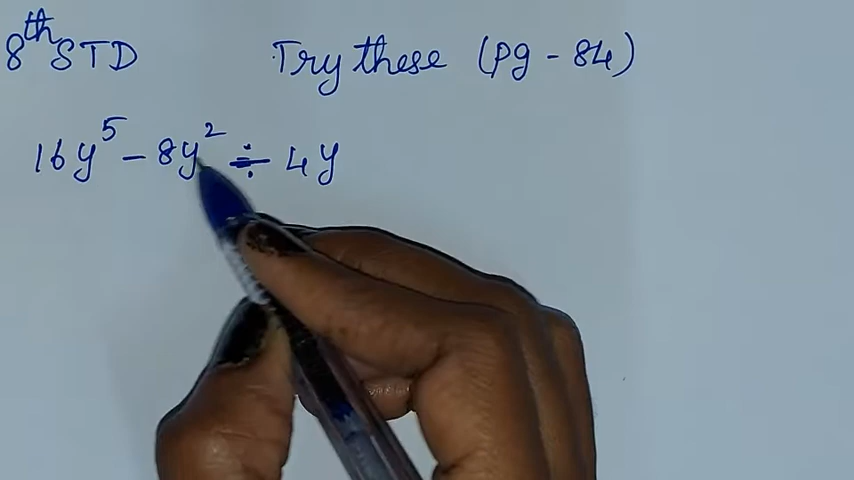 8th STD Try these (pg - 84)
16y⁵ - 8y² ÷ 4y